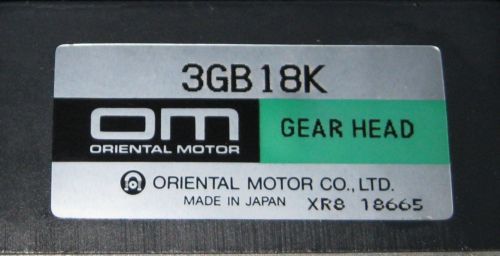 3GB18K
om
ORIENTAL MOTOR
GEAR HEAD
ORIENTAL MOTOR CO., LTD.
MADE IN JAPAN XR8 18665